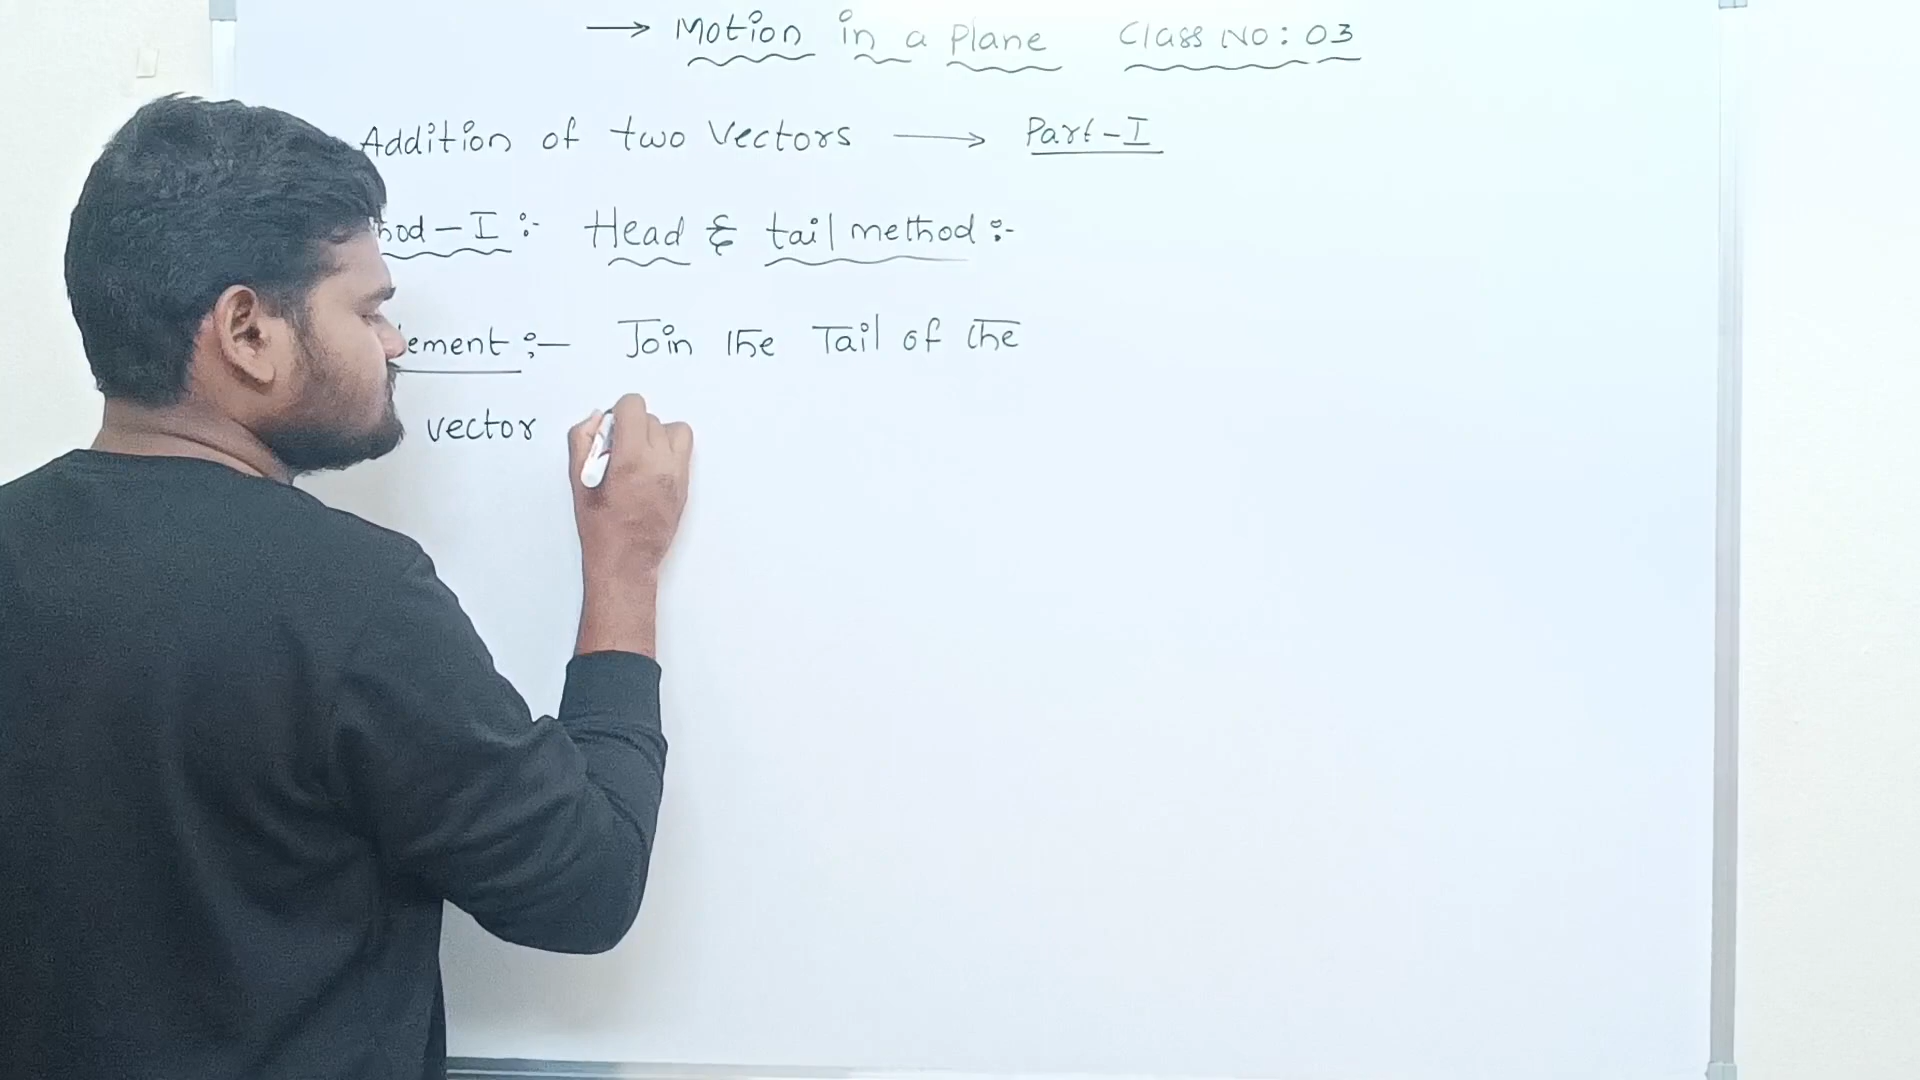 → Motion in a Plane Class No: 03
Addition of two Vectors → Part-I
hod-I :- Head & tail method :-
ement :- Join the Tail of the
vector